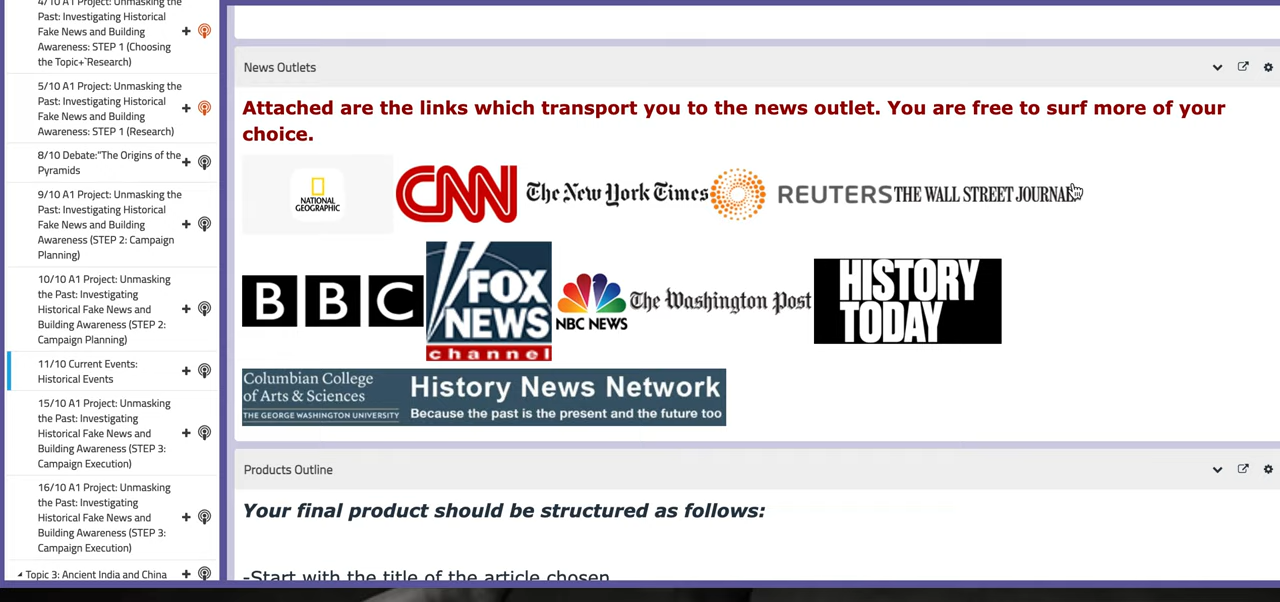 4/10 A1 Project: Unmasking the
Past: Investigating Historical
Fake News and Building
Awareness: STEP 1 (Choosing
the Topic+`Research)
5/10 A1 Project: Unmasking the
Past: Investigating Historical
Fake News and Building
Awareness: STEP 1 (Research)
8/10 Debate:"The Origins of the
Pyramids
9/10 A1 Project: Unmasking the
Past: Investigating Historical
Fake News and Building
Awareness (STEP 2: Campaign
Planning)
10/10 A1 Project: Unmasking
the Past: Investigating
Historical Fake News and
Building Awareness (STEP 2:
Campaign Planning)
11/10 Current Events:
Historical Events
15/10 A1 Project: Unmasking
the Past: Investigating
Historical Fake News and
Building Awareness (STEP 3:
Campaign Execution)
16/10 A1 Project: Unmasking
the Past: Investigating
Historical Fake News and
Building Awareness (STEP 3:
Campaign Execution)
Topic 3: Ancient India and China
News Outlets
Attached are the links which transport you to the news outlet. You are free to surf more of your
choice.
NATIONAL
GEOGRAPHIC
CNN
The New York Times
REUTERS
THE WALL STREET JOURNAL
BBC
FOX
NEWS
channel
NBC NEWS
The Washington Post
HISTORY
TODAY
Columbian College
of Arts & Sciences
THE GEORGE WASHINGTON UNIVERSITY
History News Network
Because the past is the present and the future too
Products Outline
Your final product should be structured as follows:
-Start with the title of the article chosen